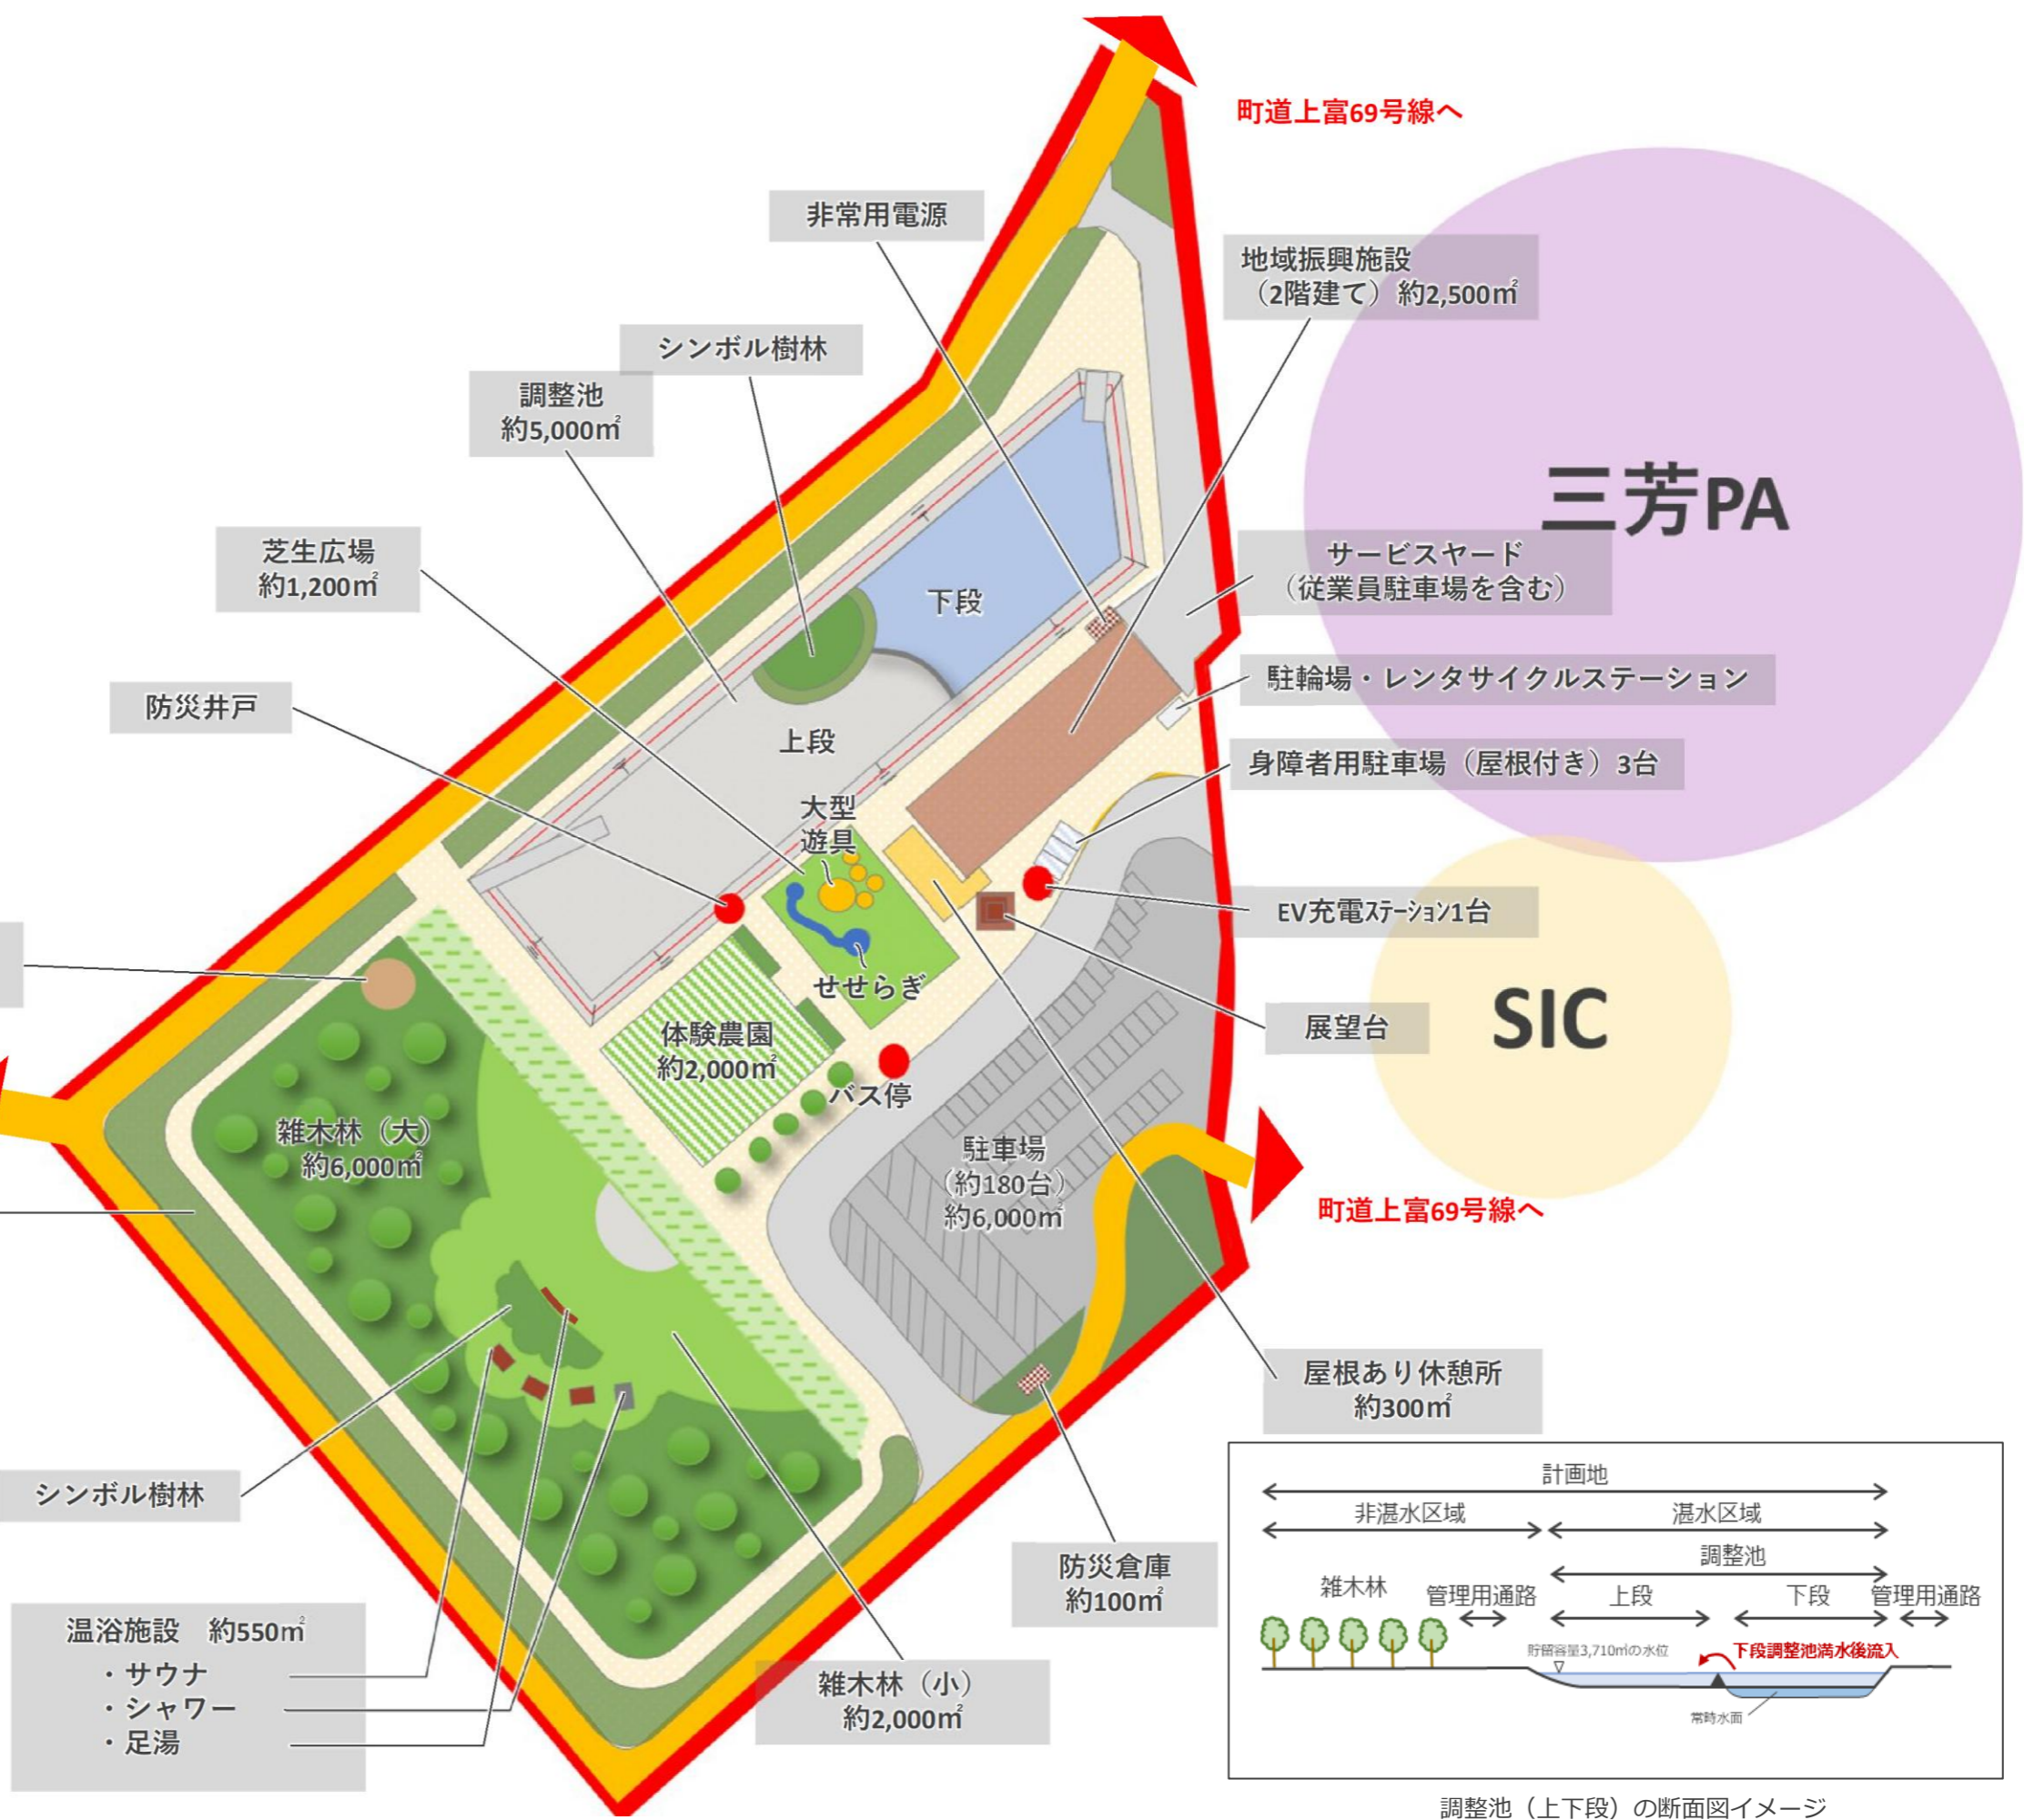 町道上富69号線へ
非常用電源
地域振興施設
（2階建て）約2,500㎡
シンボル樹林
調整池
約5,000㎡
三芳PA
芝生広場
約1,200㎡
サービスヤード
（従業員駐車場を含む）
下段
駐輪場・レンタサイクルステーション
防災井戸
上段
身障者用駐車場（屋根付き）3台
大型
遊具
EV充電ｽﾃｰｼｮﾝ1台
せせらぎ
SIC
展望台
体験農園
約2,000㎡
バス停
雑木林（大）
約6,000㎡
駐車場
（約180台）
約6,000㎡
町道上富69号線へ
屋根あり休憩所
約300㎡
シンボル樹林
防災倉庫
約100㎡
温浴施設　約550㎡
・サウナ
・シャワー
・足湯
雑木林（小）
約2,000㎡
計画地
非湛水区域
湛水区域
調整池
雑木林
管理用通路
上段
下段
管理用通路
貯留容量3,710㎥の水位
下段調整池満水後流入
常時水面
調整池（上下段）の断面図イメージ